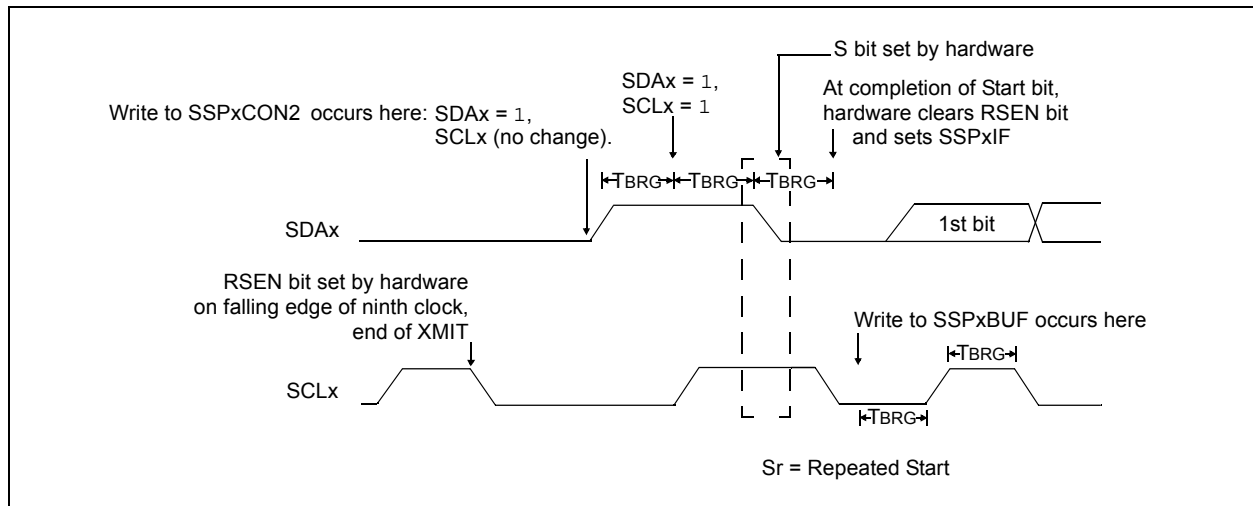 S bit set by hardware
SDAx = 1,
SCLx = 1
At completion of Start bit,
hardware clears RSEN bit
and sets SSPxIF
Write to SSPxCON2 occurs here: SDAx = 1,
SCLx (no change).
TBRG TBRG TBRG
SDAx
1st bit
RSEN bit set by hardware
on falling edge of ninth clock,
end of XMIT
Write to SSPxBUF occurs here
TBRG
SCLx
TBRG
Sr = Repeated Start